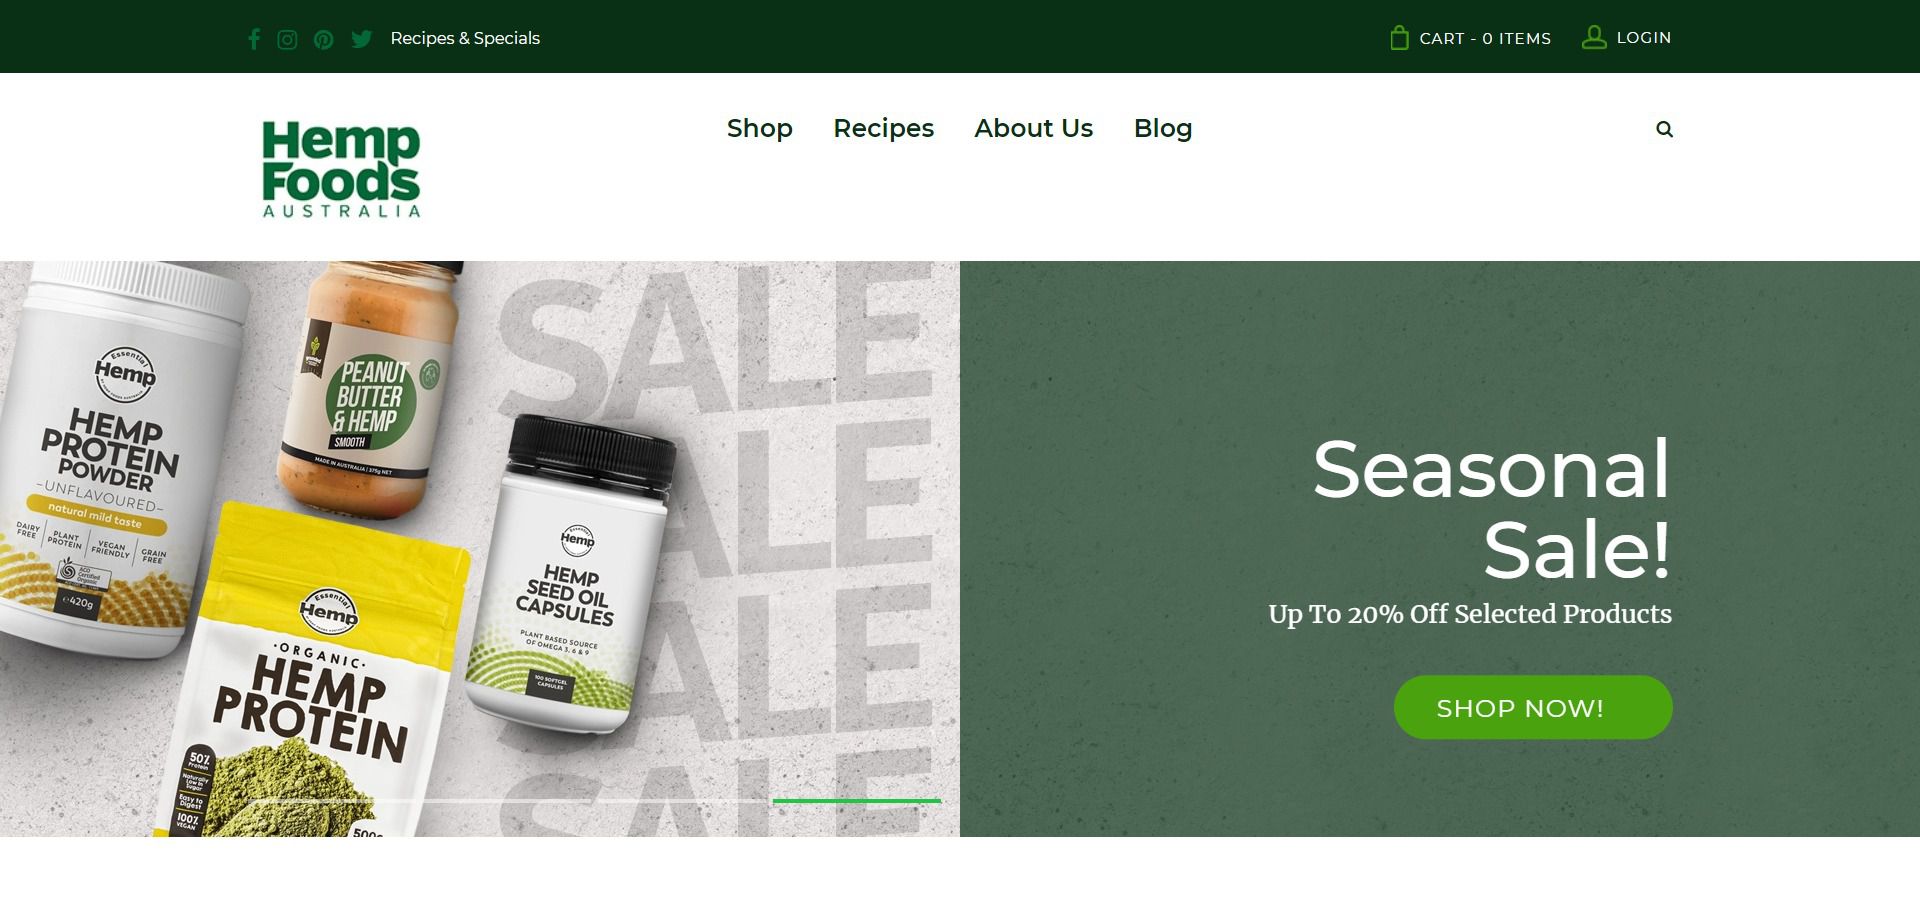 Recipes & Specials
CART - 0 ITEMS
LOGIN
Hemp
Foods
AUSTRALIA
Shop
Recipes
About Us
Blog
SALE
SALE
SALE
SALE
Essential
Hemp
HEMP
PROTEIN
POWDER
-UNFLAVOURED-
natural mild taste
DAIRY
FREE
PLANT
PROTEIN
VEGAN
FRIENDLY
GRAIN
FREE
ACO
Certified
Organic
℮420g
PEANUT
BUTTER
& HEMP
SMOOTH
MADE IN AUSTRALIA | 375g NET
Essential
Hemp
·ORGANIC·
HEMP
PROTEIN
50%
Protein
Naturally
Low in
Sugar
Easy to
Digest
100%
VEGAN
500g
Essential
Hemp
HEMP
SEED OIL
CAPSULES
PLANT BASED SOURCE
OF OMEGA 3, 6 & 9
100 SOFTGEL
CAPSULES
Seasonal
Sale!
Up To 20% Off Selected Products
SHOP NOW!